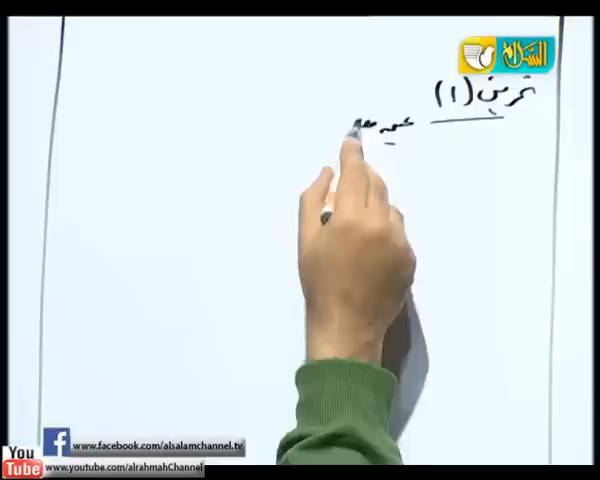 السلام
تمرين (١)
www.facebook.com/alsalamchannel.tv
You Tube
www.youtube.com/alrahmahChannel